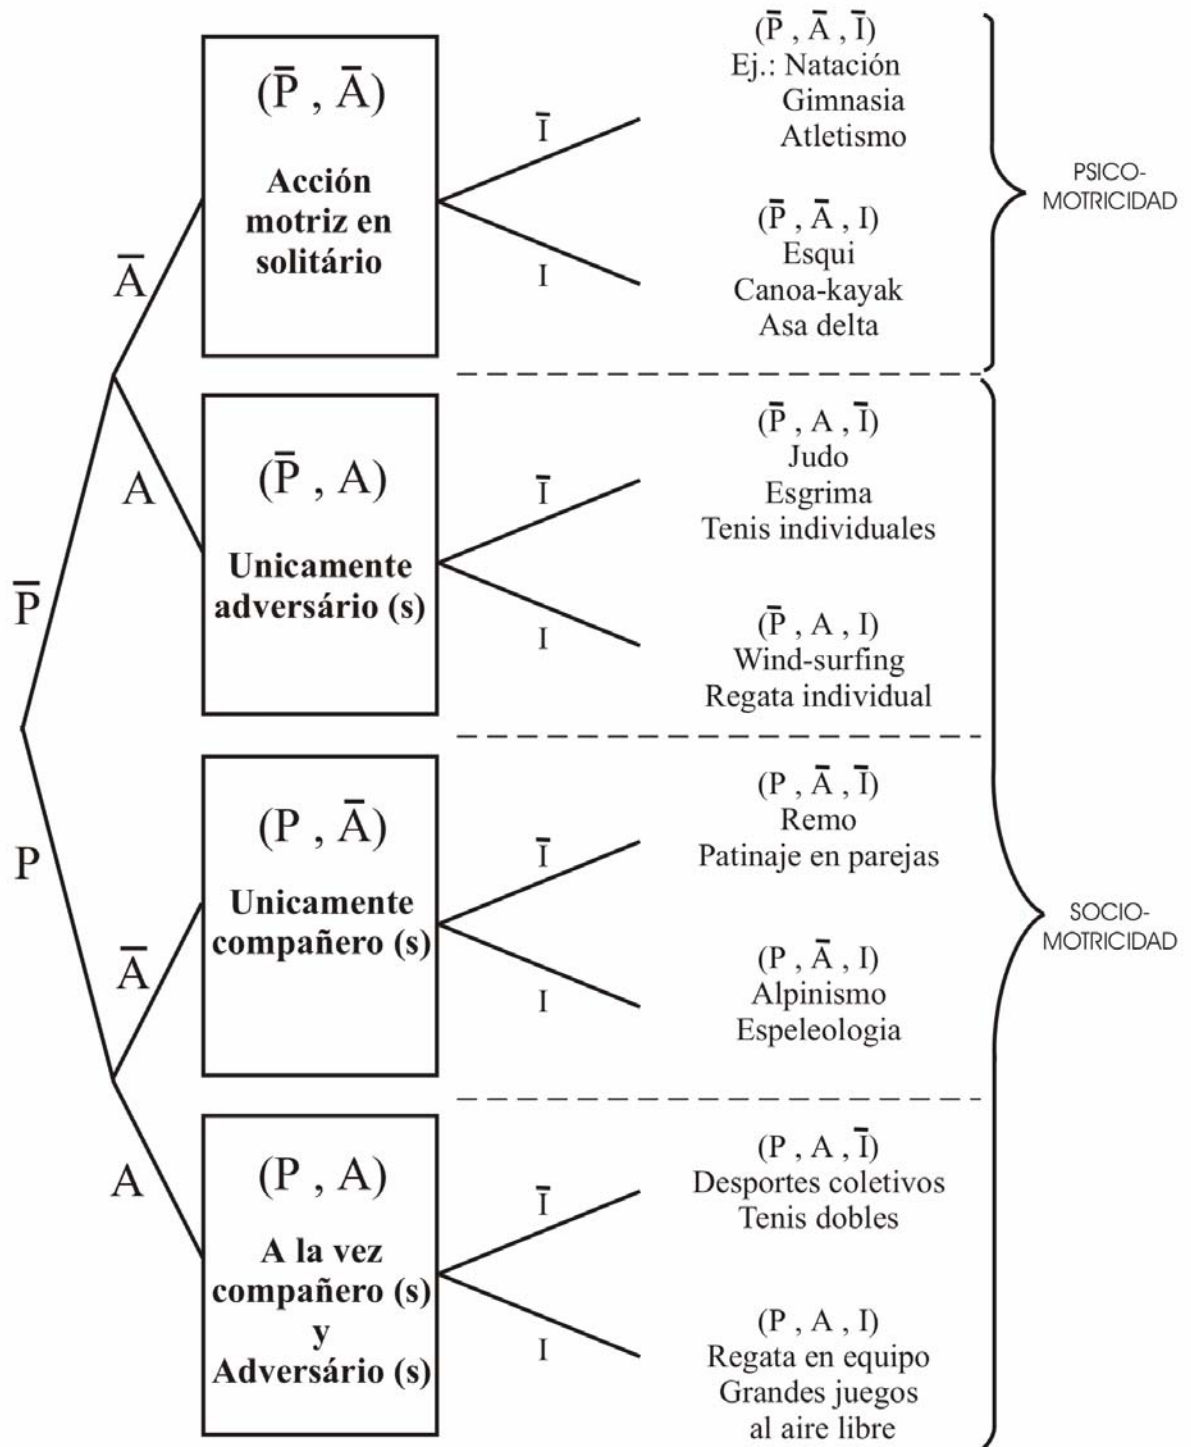 P̅
P
A̅
A
A̅
A
(P̅ , A̅)
Acción
motriz en
solitário
I̅
I
(P̅ , A̅ , I̅)
Ej.: Natación
Gimnasia
Atletismo
(P̅ , A̅ , I)
Esqui
Canoa-kayak
Asa delta
PSICO-
MOTRICIDAD
(P̅ , A)
Unicamente
adversário (s)
I̅
I
(P̅ , A , I̅)
Judo
Esgrima
Tenis individuales
(P̅ , A , I)
Wind-surfing
Regata individual
(P , A̅)
Unicamente
compañero (s)
I̅
I
(P , A̅ , I̅)
Remo
Patinaje en parejas
(P , A̅ , I)
Alpinismo
Espeleologia
SOCIO-
MOTRICIDAD
(P , A)
A la vez
compañero (s)
y
Adversário (s)
I̅
I
(P , A , I̅)
Desportes coletivos
Tenis dobles
(P , A , I)
Regata en equipo
Grandes juegos
al aire libre